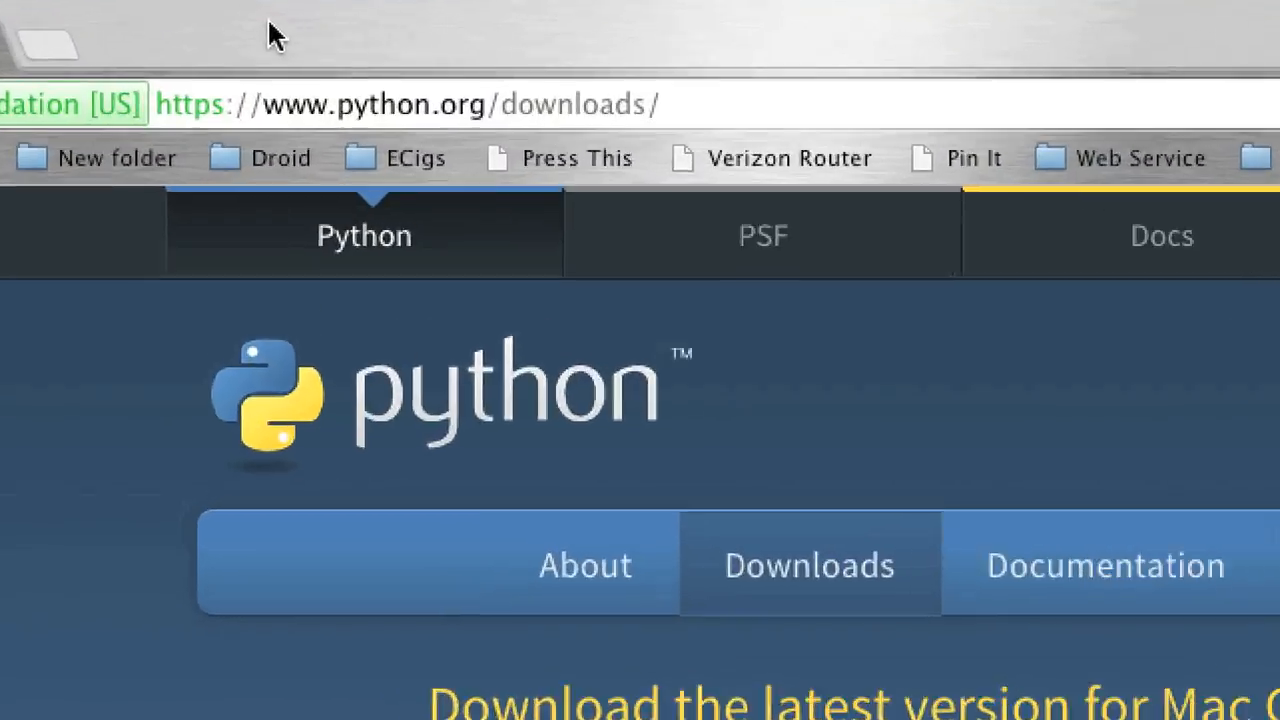 dation [US] https://www.python.org/downloads/
New folder Droid ECigs Press This Verizon Router Pin It Web Service
Python PSF Docs
python™
About Downloads Documentation
Download the latest version for Mac